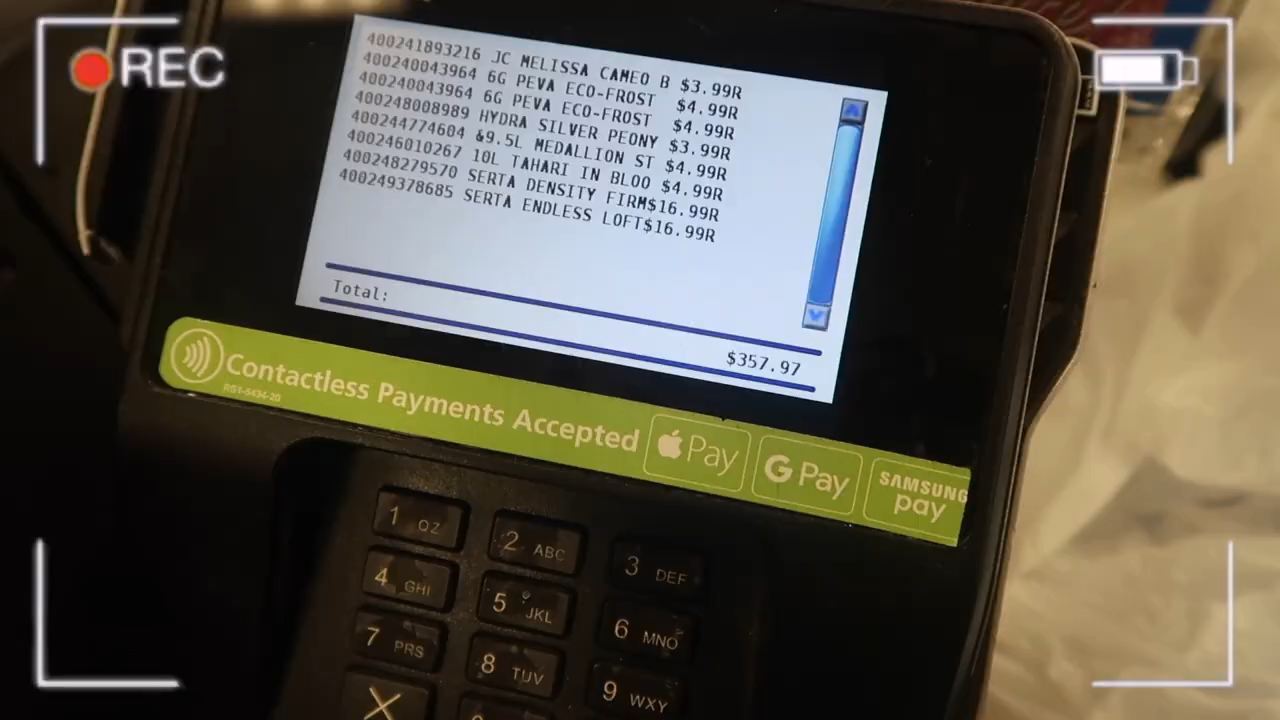 REC
400241893216 JC MELISSA CAMEO B $3.99R
400240043964 6G PEVA ECO-FROST $4.99R
400240043964 6G PEVA ECO-FROST $4.99R
400248008989 HYDRA SILVER PEONY $3.99R
400244774604 &9.5L MEDALLION ST $4.99R
400246010267 10L TAHARI IN BLOO $4.99R
400248279570 SERTA DENSITY FIRM$16.99R
400249378685 SERTA ENDLESS LOFT$16.99R
Total:
$357.97
Contactless Payments Accepted
RG1-5434-20
Pay
G Pay
SAMSUNG
pay
1 QZ
2 ABC
3 DEF
4 GHI
5 JKL
6 MNO
7 PRS
8 TUV
9 WXY